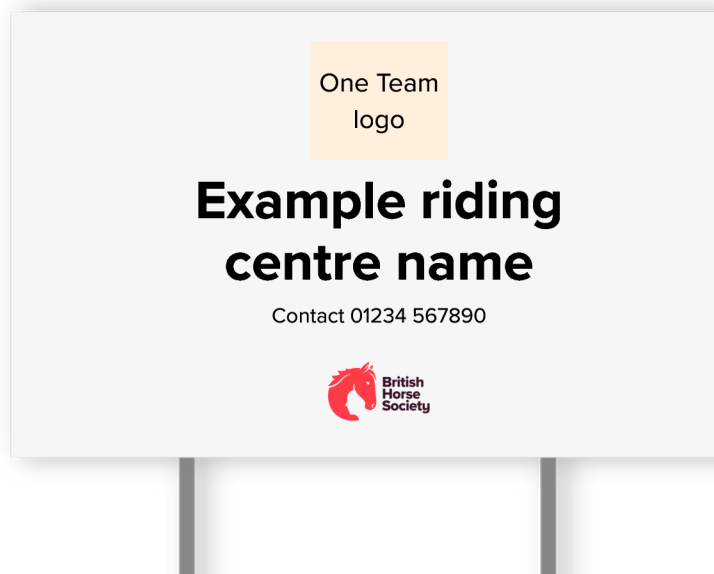 One Team
logo
Example riding
centre name
Contact 01234 567890
British
Horse
Society